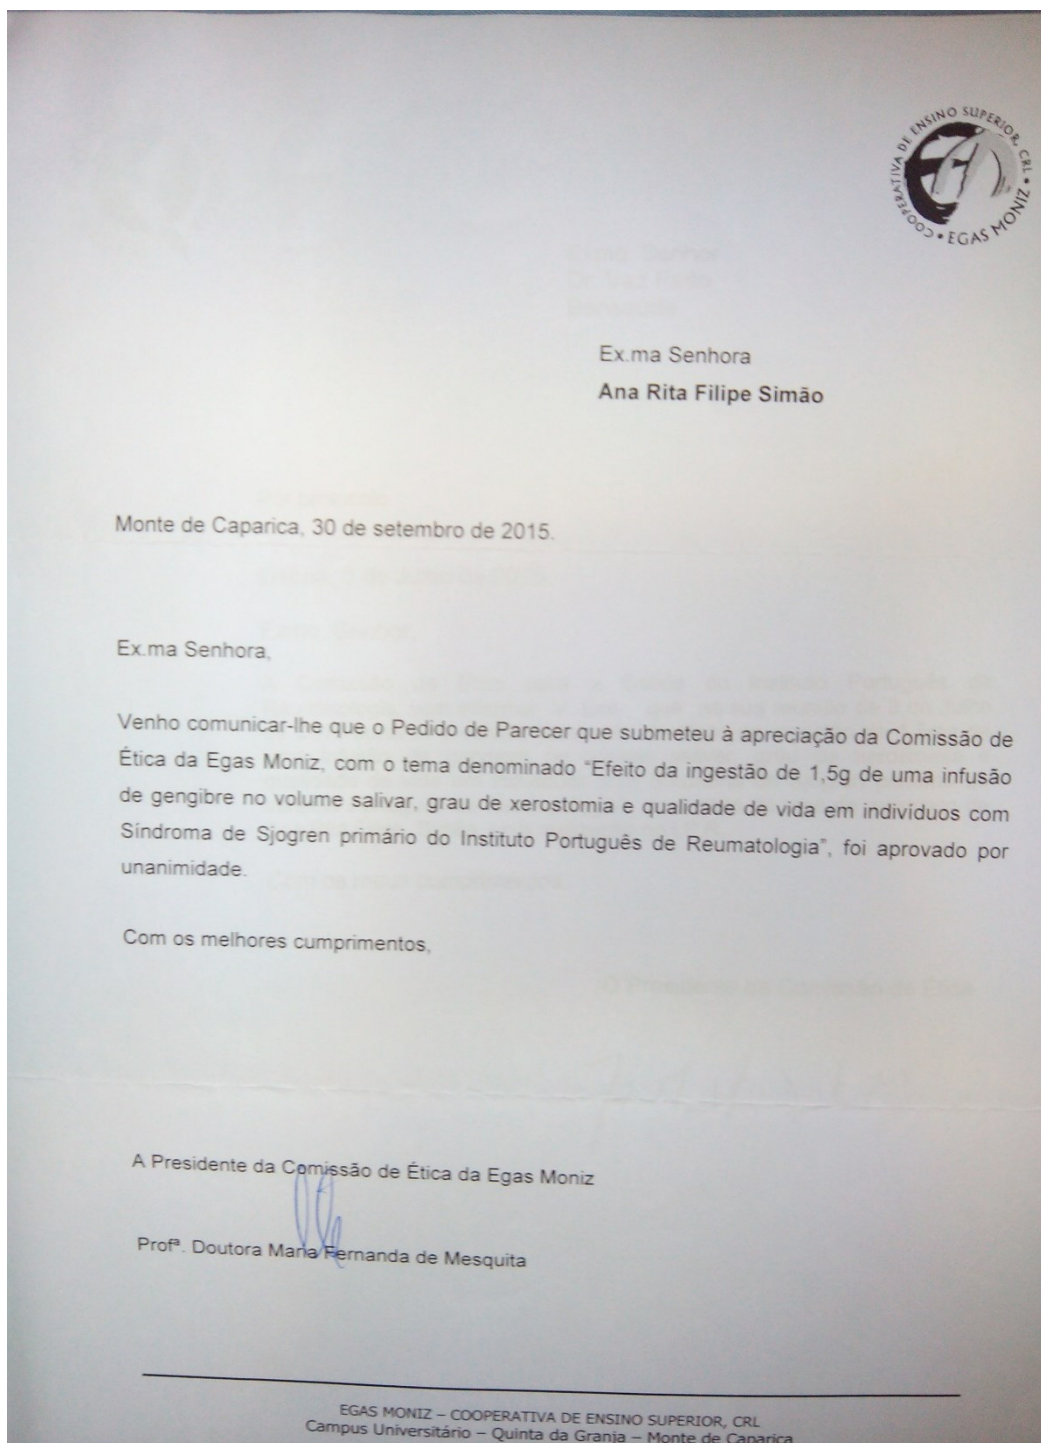 COOPERATIVA DE ENSINO SUPERIOR, CRL • EGAS MONIZ •
Ex.ma Senhora
Ana Rita Filipe Simão
Monte de Caparica, 30 de setembro de 2015.
Ex.ma Senhora,
Venho comunicar-lhe que o Pedido de Parecer que submeteu à apreciação da Comissão de
Ética da Egas Moniz, com o tema denominado “Efeito da ingestão de 1,5g de uma infusão
de gengibre no volume salivar, grau de xerostomia e qualidade de vida em indivíduos com
Síndroma de Sjogren primário do Instituto Português de Reumatologia”, foi aprovado por
unanimidade.
Com os melhores cumprimentos,
A Presidente da Comissão de Ética da Egas Moniz
Profª. Doutora Maria Fernanda de Mesquita
EGAS MONIZ – COOPERATIVA DE ENSINO SUPERIOR, CRL
Campus Universitário – Quinta da Granja – Monte de Caparica